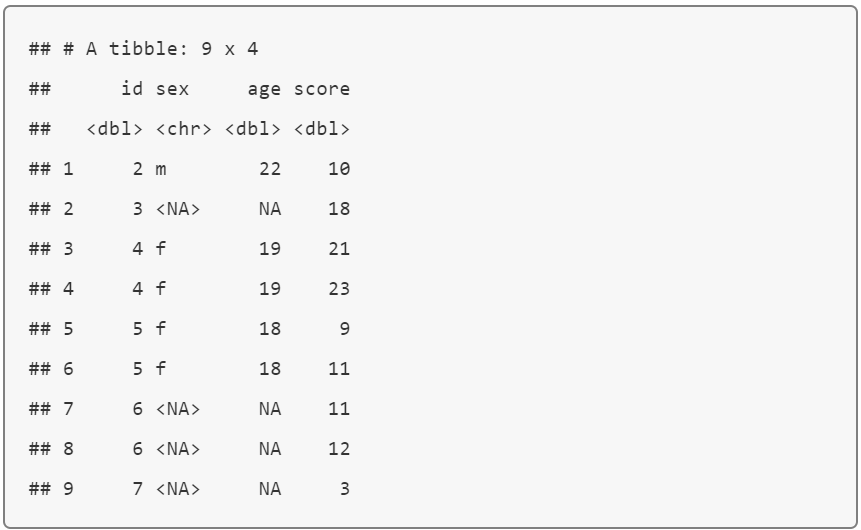 ## # A tibble: 9 x 4
##      id sex     age score
##   <dbl> <chr> <dbl> <dbl>
## 1     2 m        22    10
## 2     3 <NA>     NA    18
## 3     4 f        19    21
## 4     4 f        19    23
## 5     5 f        18     9
## 6     5 f        18    11
## 7     6 <NA>     NA    11
## 8     6 <NA>     NA    12
## 9     7 <NA>     NA     3